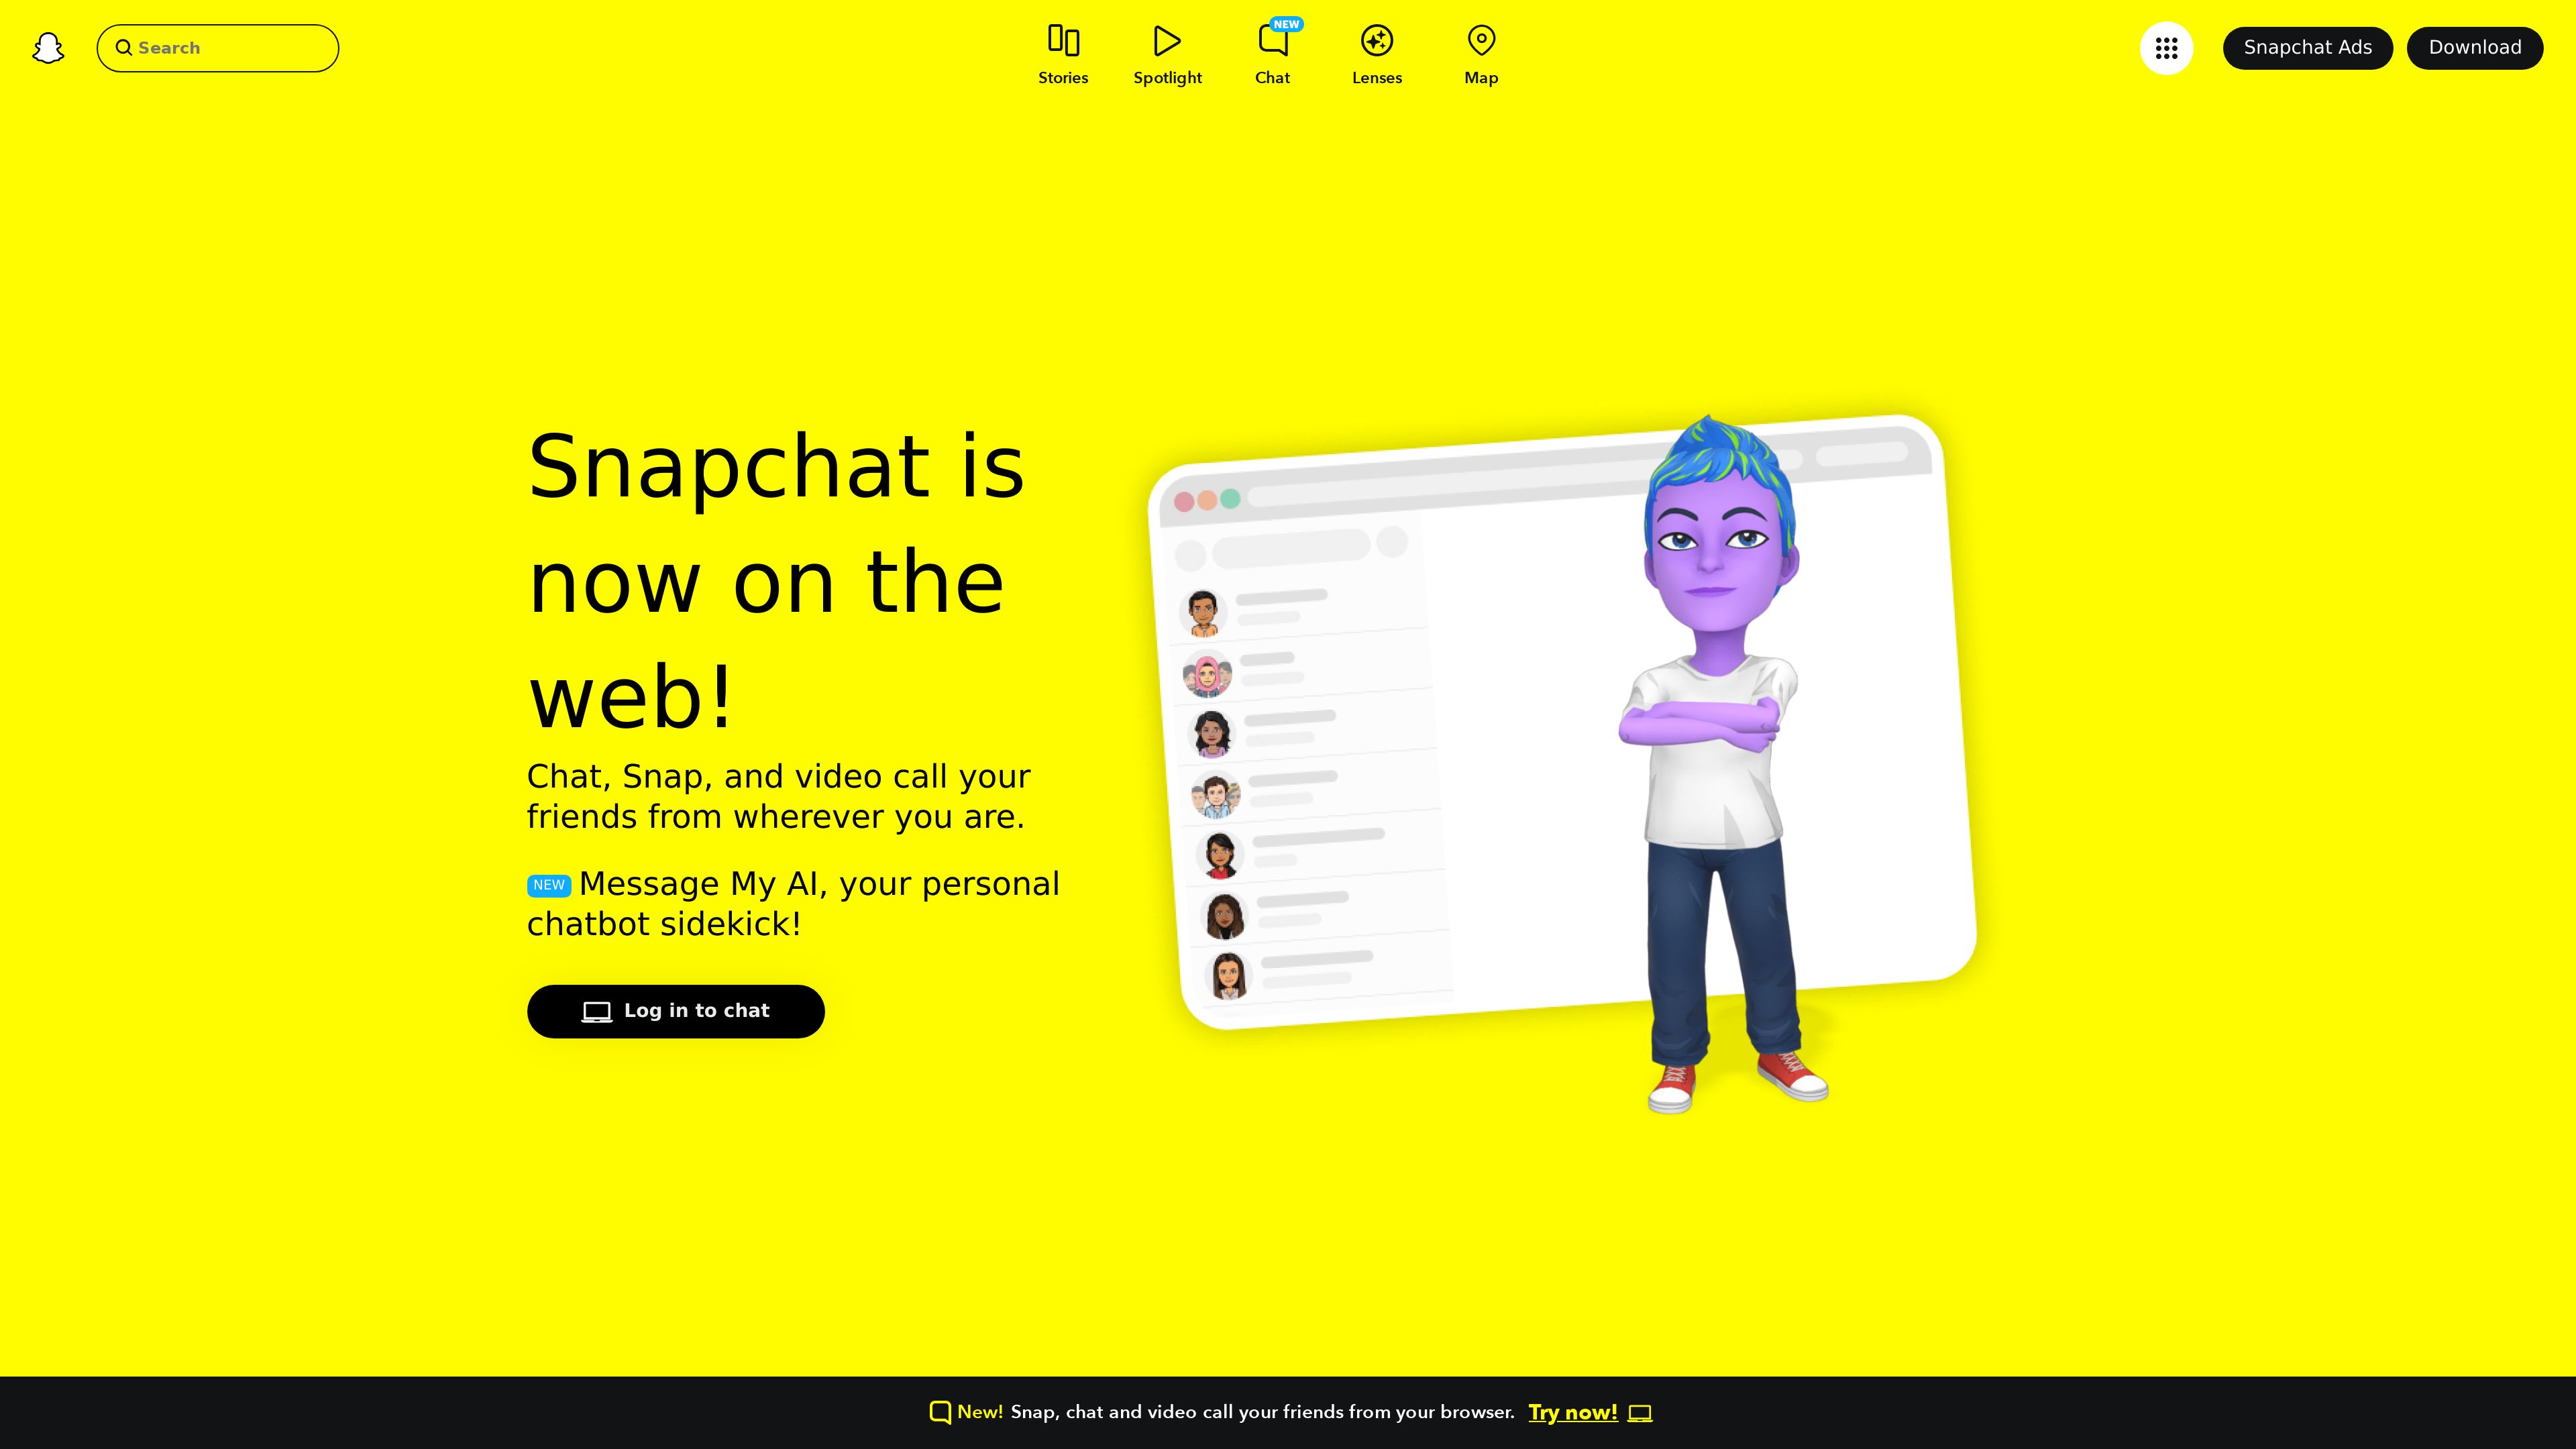 Search
Stories
Spotlight
NEW
Chat
Lenses
Map
Snapchat Ads
Download
Snapchat is
now on the
web!
Chat, Snap, and video call your
friends from wherever you are.
NEW Message My AI, your personal
chatbot sidekick!
Log in to chat
New! Snap, chat and video call your friends from your browser. Try now!